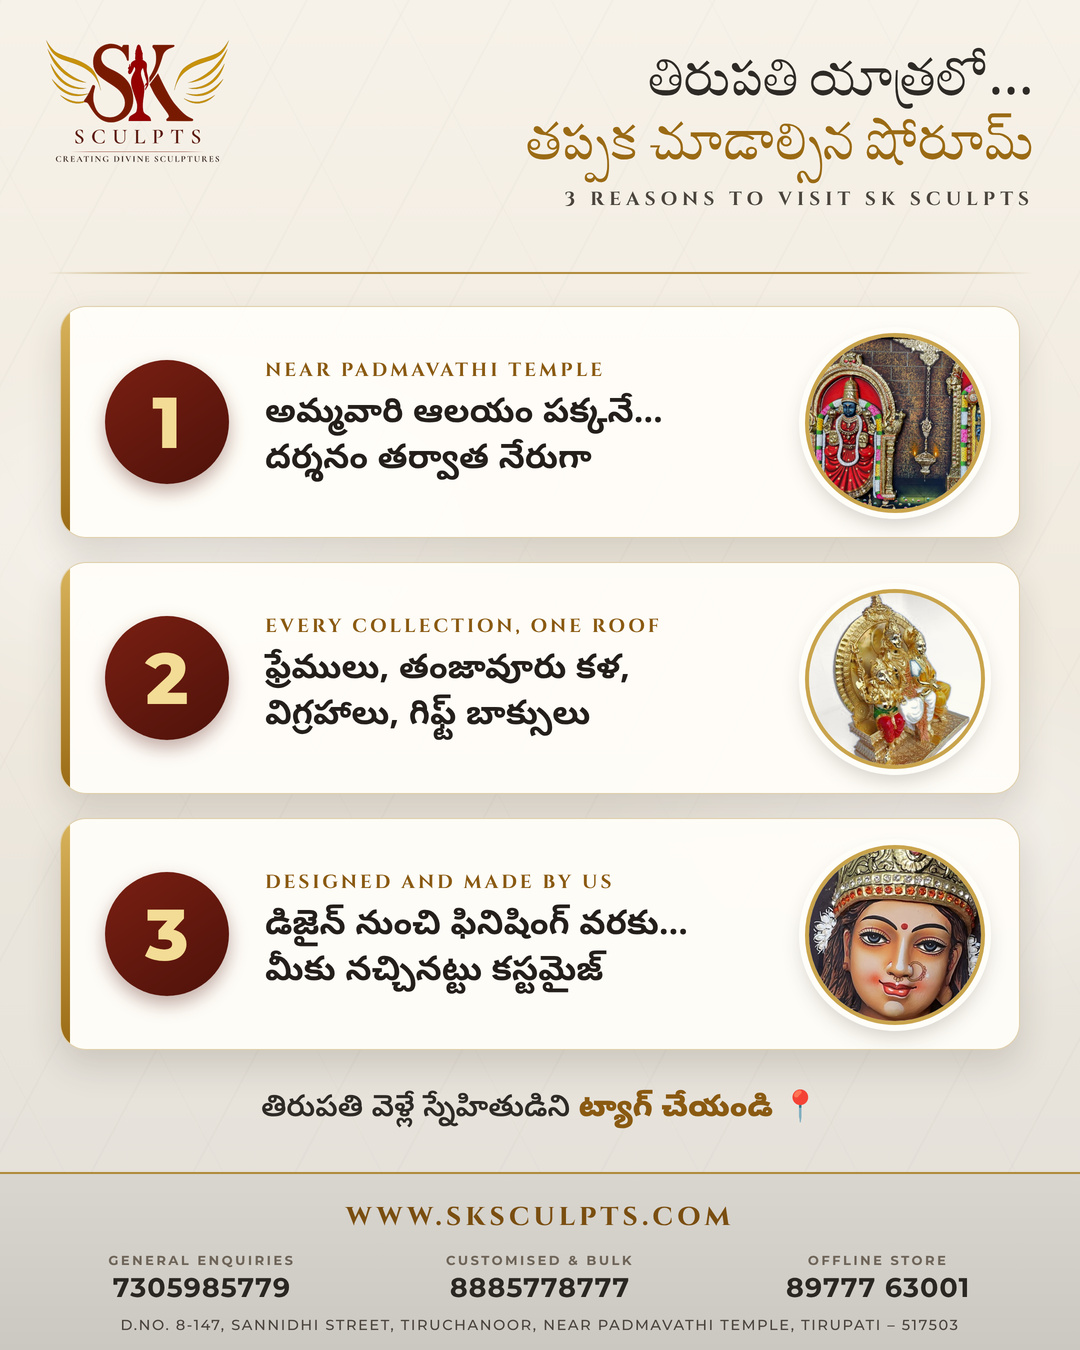 SK
SCULPTS
CREATING DIVINE SCULPTURES
తిరుపతి యాత్రలో...
తప్పక చూడాల్సిన షోరూమ్
3 REASONS TO VISIT SK SCULPTS
1
NEAR PADMAVATHI TEMPLE
అమ్మవారి ఆలయం పక్కనే...
దర్శనం తర్వాత నేరుగా
2
EVERY COLLECTION, ONE ROOF
ఫ్రేములు, తంజావూరు కళ,
విగ్రహాలు, గిఫ్ట్ బాక్సులు
3
DESIGNED AND MADE BY US
డిజైన్ నుంచి ఫినిషింగ్ వరకు...
మీకు నచ్చినట్టు కస్టమైజ్
తిరుపతి వెళ్లే స్నేహితుడిని ట్యాగ్ చేయండి 📍
WWW.SKSCULPTS.COM
GENERAL ENQUIRIES
7305985779
CUSTOMISED & BULK
8885778777
OFFLINE STORE
89777 63001
D.NO. 8-147, SANNIDHI STREET, TIRUCHANOOR, NEAR PADMAVATHI TEMPLE, TIRUPATI – 517503